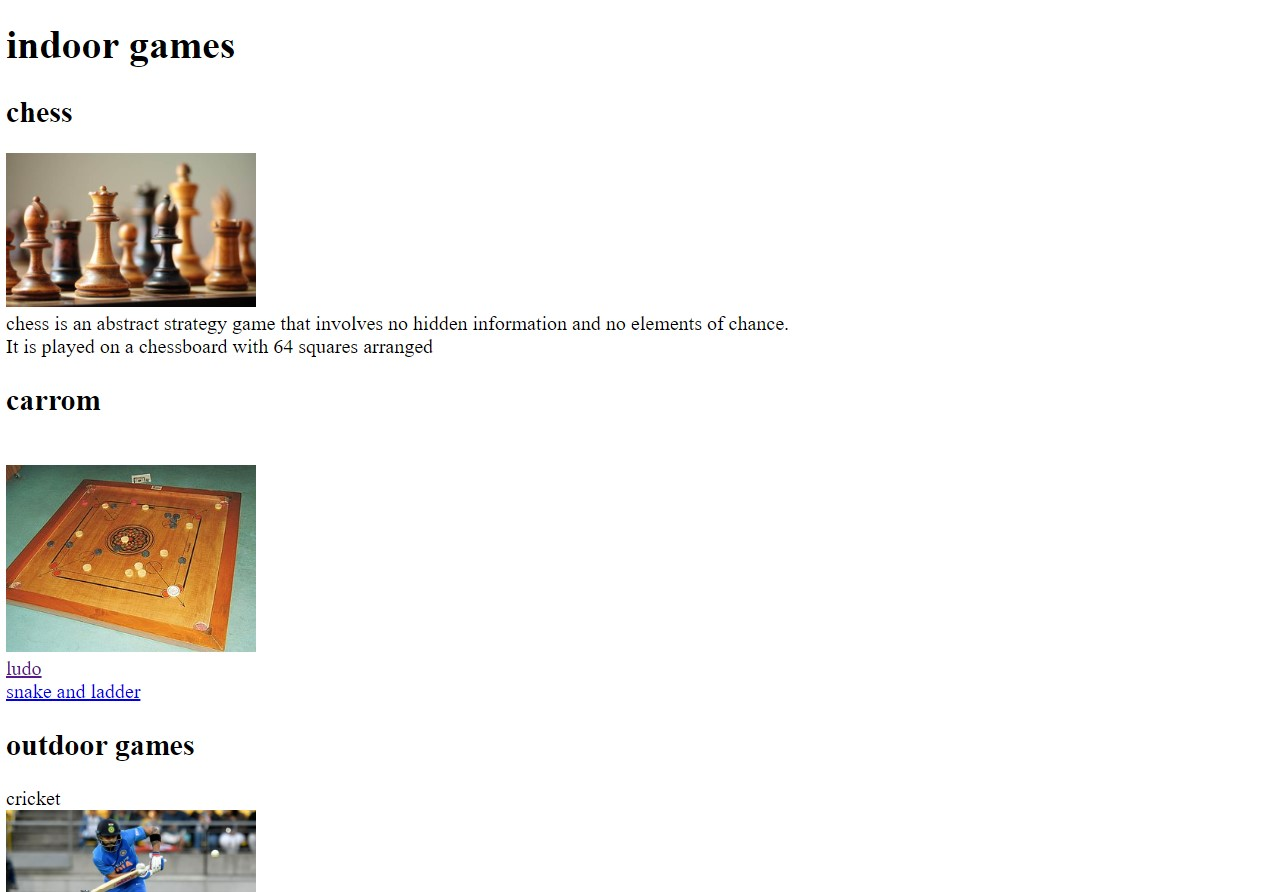 indoor games
chess
chess is an abstract strategy game that involves no hidden information and no elements of chance.
It is played on a chessboard with 64 squares arranged
carrom
ludo
snake and ladder
outdoor games
cricket